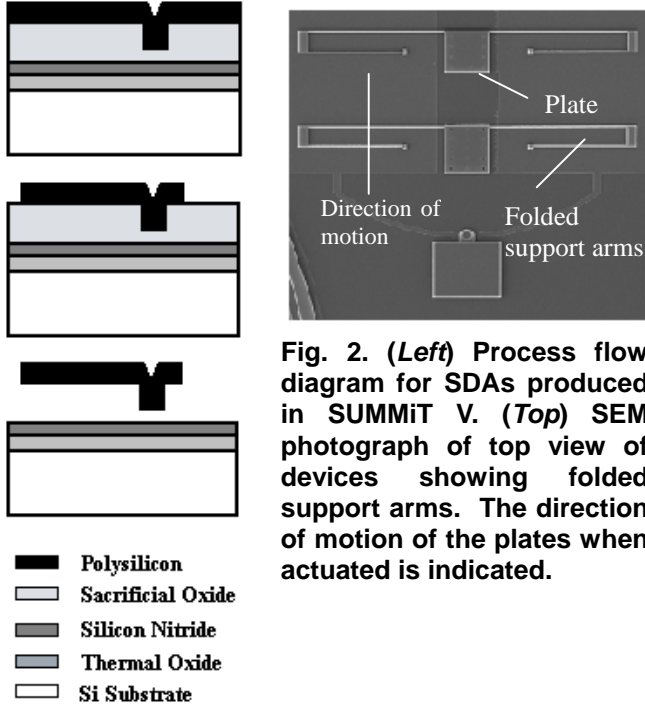 Plate
Direction of
motion
Folded
support arms
Fig. 2. (Left) Process flow
diagram for SDAs produced
in SUMMiT V. (Top) SEM
photograph of top view of
devices showing folded
support arms. The direction
of motion of the plates when
actuated is indicated.
Polysilicon
Sacrificial Oxide
Silicon Nitride
Thermal Oxide
Si Substrate